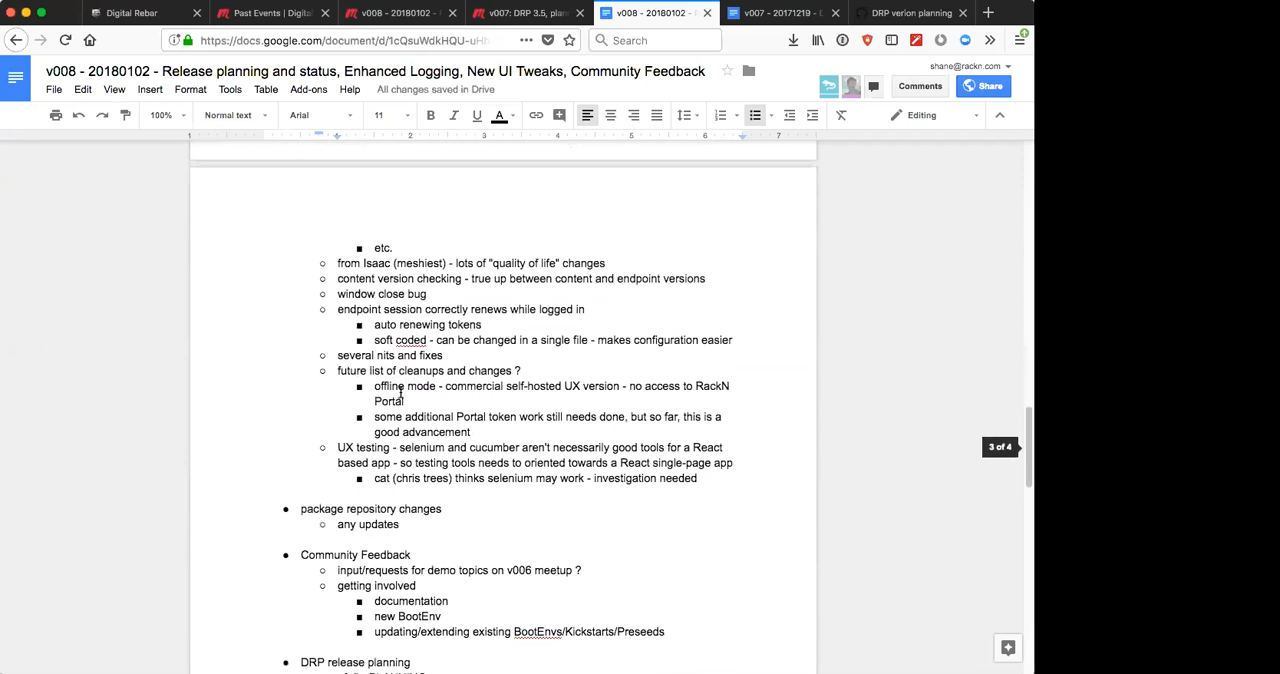 Digital Rebar
Past Events | Digita
v008 - 20180102 -
v007: DRP 3.5, plan
v008 - 20180102 -
v007 - 20171219 -
DRP verion planning
https://docs.google.com/document/d/1cQsuWdkHQU-uHh
Search
v008 - 20180102 - Release planning and status, Enhanced Logging, New UI Tweaks, Community Feedback
shane@rackn.com
File Edit View Insert Format Tools Table Add-ons Help All changes saved in Drive
Comments
Share
100% Normal text Arial 11 Editing
1 2 3 4 5 6 7
etc.
from Isaac (meshiest) - lots of "quality of life" changes
content version checking - true up between content and endpoint versions
window close bug
endpoint session correctly renews while logged in
auto renewing tokens
soft coded - can be changed in a single file - makes configuration easier
several nits and fixes
future list of cleanups and changes ?
offline mode - commercial self-hosted UX version - no access to RackN
Portal
some additional Portal token work still needs done, but so far, this is a
good advancement
UX testing - selenium and cucumber aren't necessarily good tools for a React
based app - so testing tools needs to oriented towards a React single-page app
cat (chris trees) thinks selenium may work - investigation needed
3 of 4
package repository changes
any updates
Community Feedback
input/requests for demo topics on v006 meetup ?
getting involved
documentation
new BootEnv
updating/extending existing BootEnvs/Kickstarts/Preseeds
DRP release planning